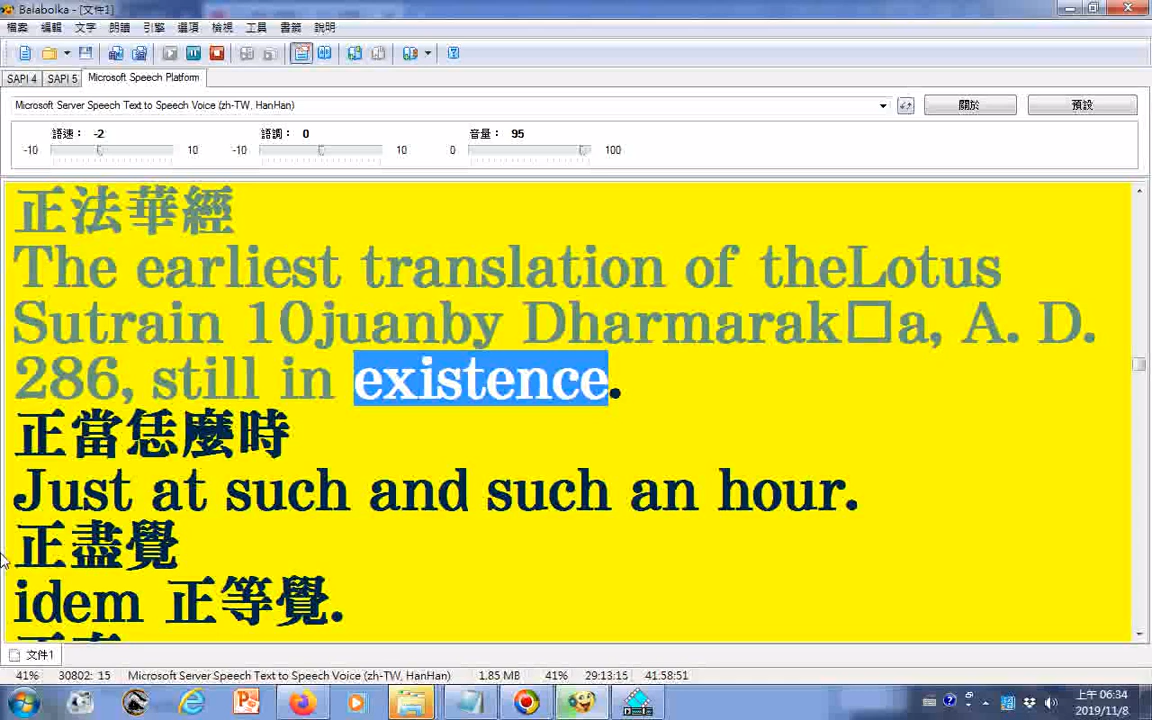 Balabolka - [文件1]
檔案 編輯 文字 朗讀 引擎 選項 檢視 工具 書籤 說明
SAPI 4 SAPI 5 Microsoft Speech Platform
Microsoft Server Speech Text to Speech Voice (zh-TW, HanHan) 關於 預設
語速： -2 語調： 0 音量： 95
-10 10 -10 10 0 100
正法華經
The earliest translation of theLotus
Sutrain 10juanby Dharmarak□a, A. D.
286, still in existence.
正當恁麼時
Just at such and such an hour.
正盡覺
idem 正等覺.
文件1
41% 30802: 15 Microsoft Server Speech Text to Speech Voice (zh-TW, HanHan) 1.85 MB 41% 29:13:15 41:58:51
上午 06:34
2019/11/8